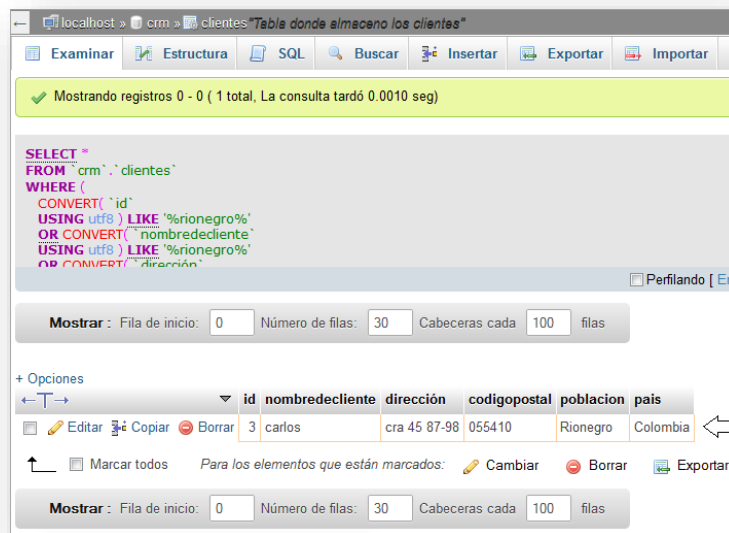 localhost » crm » clientes "Tabla donde almaceno los clientes"
Examinar Estructura SQL Buscar Insertar Exportar Importar
Mostrando registros 0 - 0 ( 1 total, La consulta tardó 0.0010 seg)
SELECT *
FROM `crm`.`clientes`
WHERE (
CONVERT( `id`
USING utf8 ) LIKE '%rionegro%'
OR CONVERT( `nombredecliente`
USING utf8 ) LIKE '%rionegro%'
OR CONVERT( `dirección`
Perfilando [
Mostrar : Fila de inicio: 0 Número de filas: 30 Cabeceras cada 100 filas
+ Opciones
←T→ ▼ id nombredecliente dirección codigopostal poblacion pais
Editar Copiar Borrar 3 carlos cra 45 87-98 055410 Rionegro Colombia
Marcar todos Para los elementos que están marcados: Cambiar Borrar Exportar
Mostrar : Fila de inicio: 0 Número de filas: 30 Cabeceras cada 100 filas